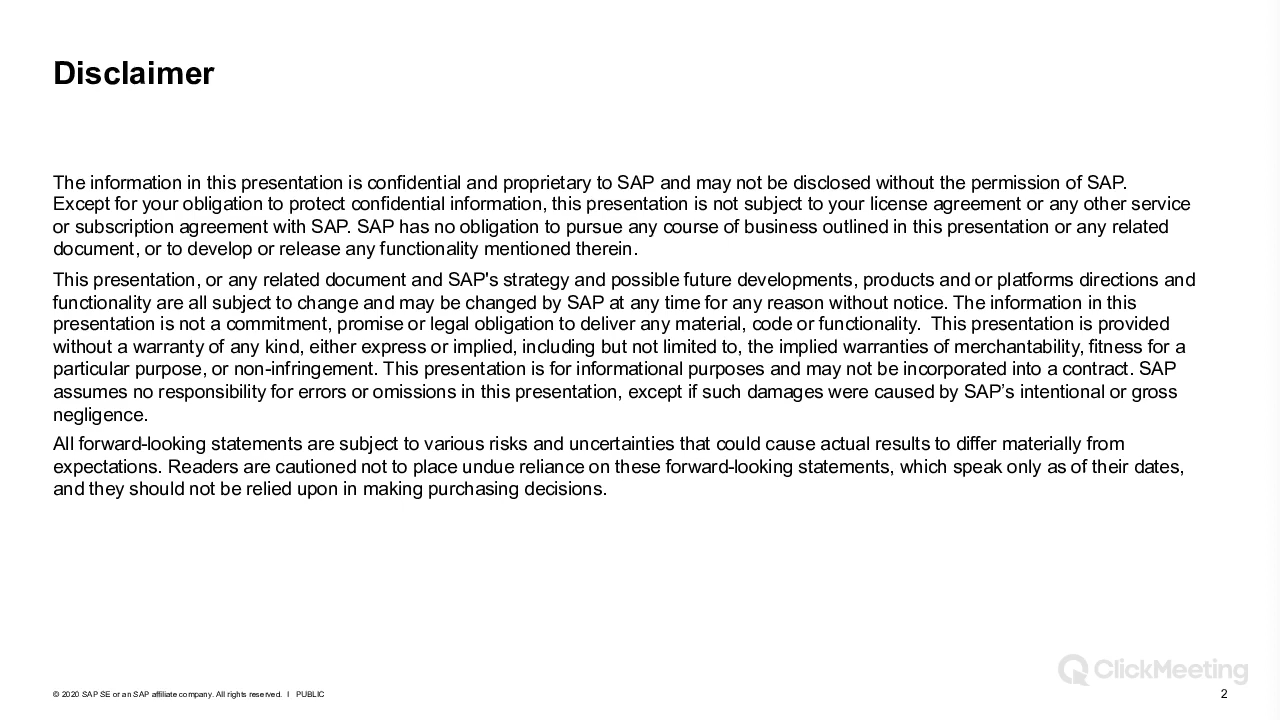 Disclaimer
The information in this presentation is confidential and proprietary to SAP and may not be disclosed without the permission of SAP.
Except for your obligation to protect confidential information, this presentation is not subject to your license agreement or any other service
or subscription agreement with SAP. SAP has no obligation to pursue any course of business outlined in this presentation or any related
document, or to develop or release any functionality mentioned therein.
This presentation, or any related document and SAP's strategy and possible future developments, products and or platforms directions and
functionality are all subject to change and may be changed by SAP at any time for any reason without notice. The information in this
presentation is not a commitment, promise or legal obligation to deliver any material, code or functionality.  This presentation is provided
without a warranty of any kind, either express or implied, including but not limited to, the implied warranties of merchantability, fitness for a
particular purpose, or non-infringement. This presentation is for informational purposes and may not be incorporated into a contract. SAP
assumes no responsibility for errors or omissions in this presentation, except if such damages were caused by SAP’s intentional or gross
negligence.
All forward-looking statements are subject to various risks and uncertainties that could cause actual results to differ materially from
expectations. Readers are cautioned not to place undue reliance on these forward-looking statements, which speak only as of their dates,
and they should not be relied upon in making purchasing decisions.
ClickMeeting
© 2020 SAP SE or an SAP affiliate company. All rights reserved. I PUBLIC
2